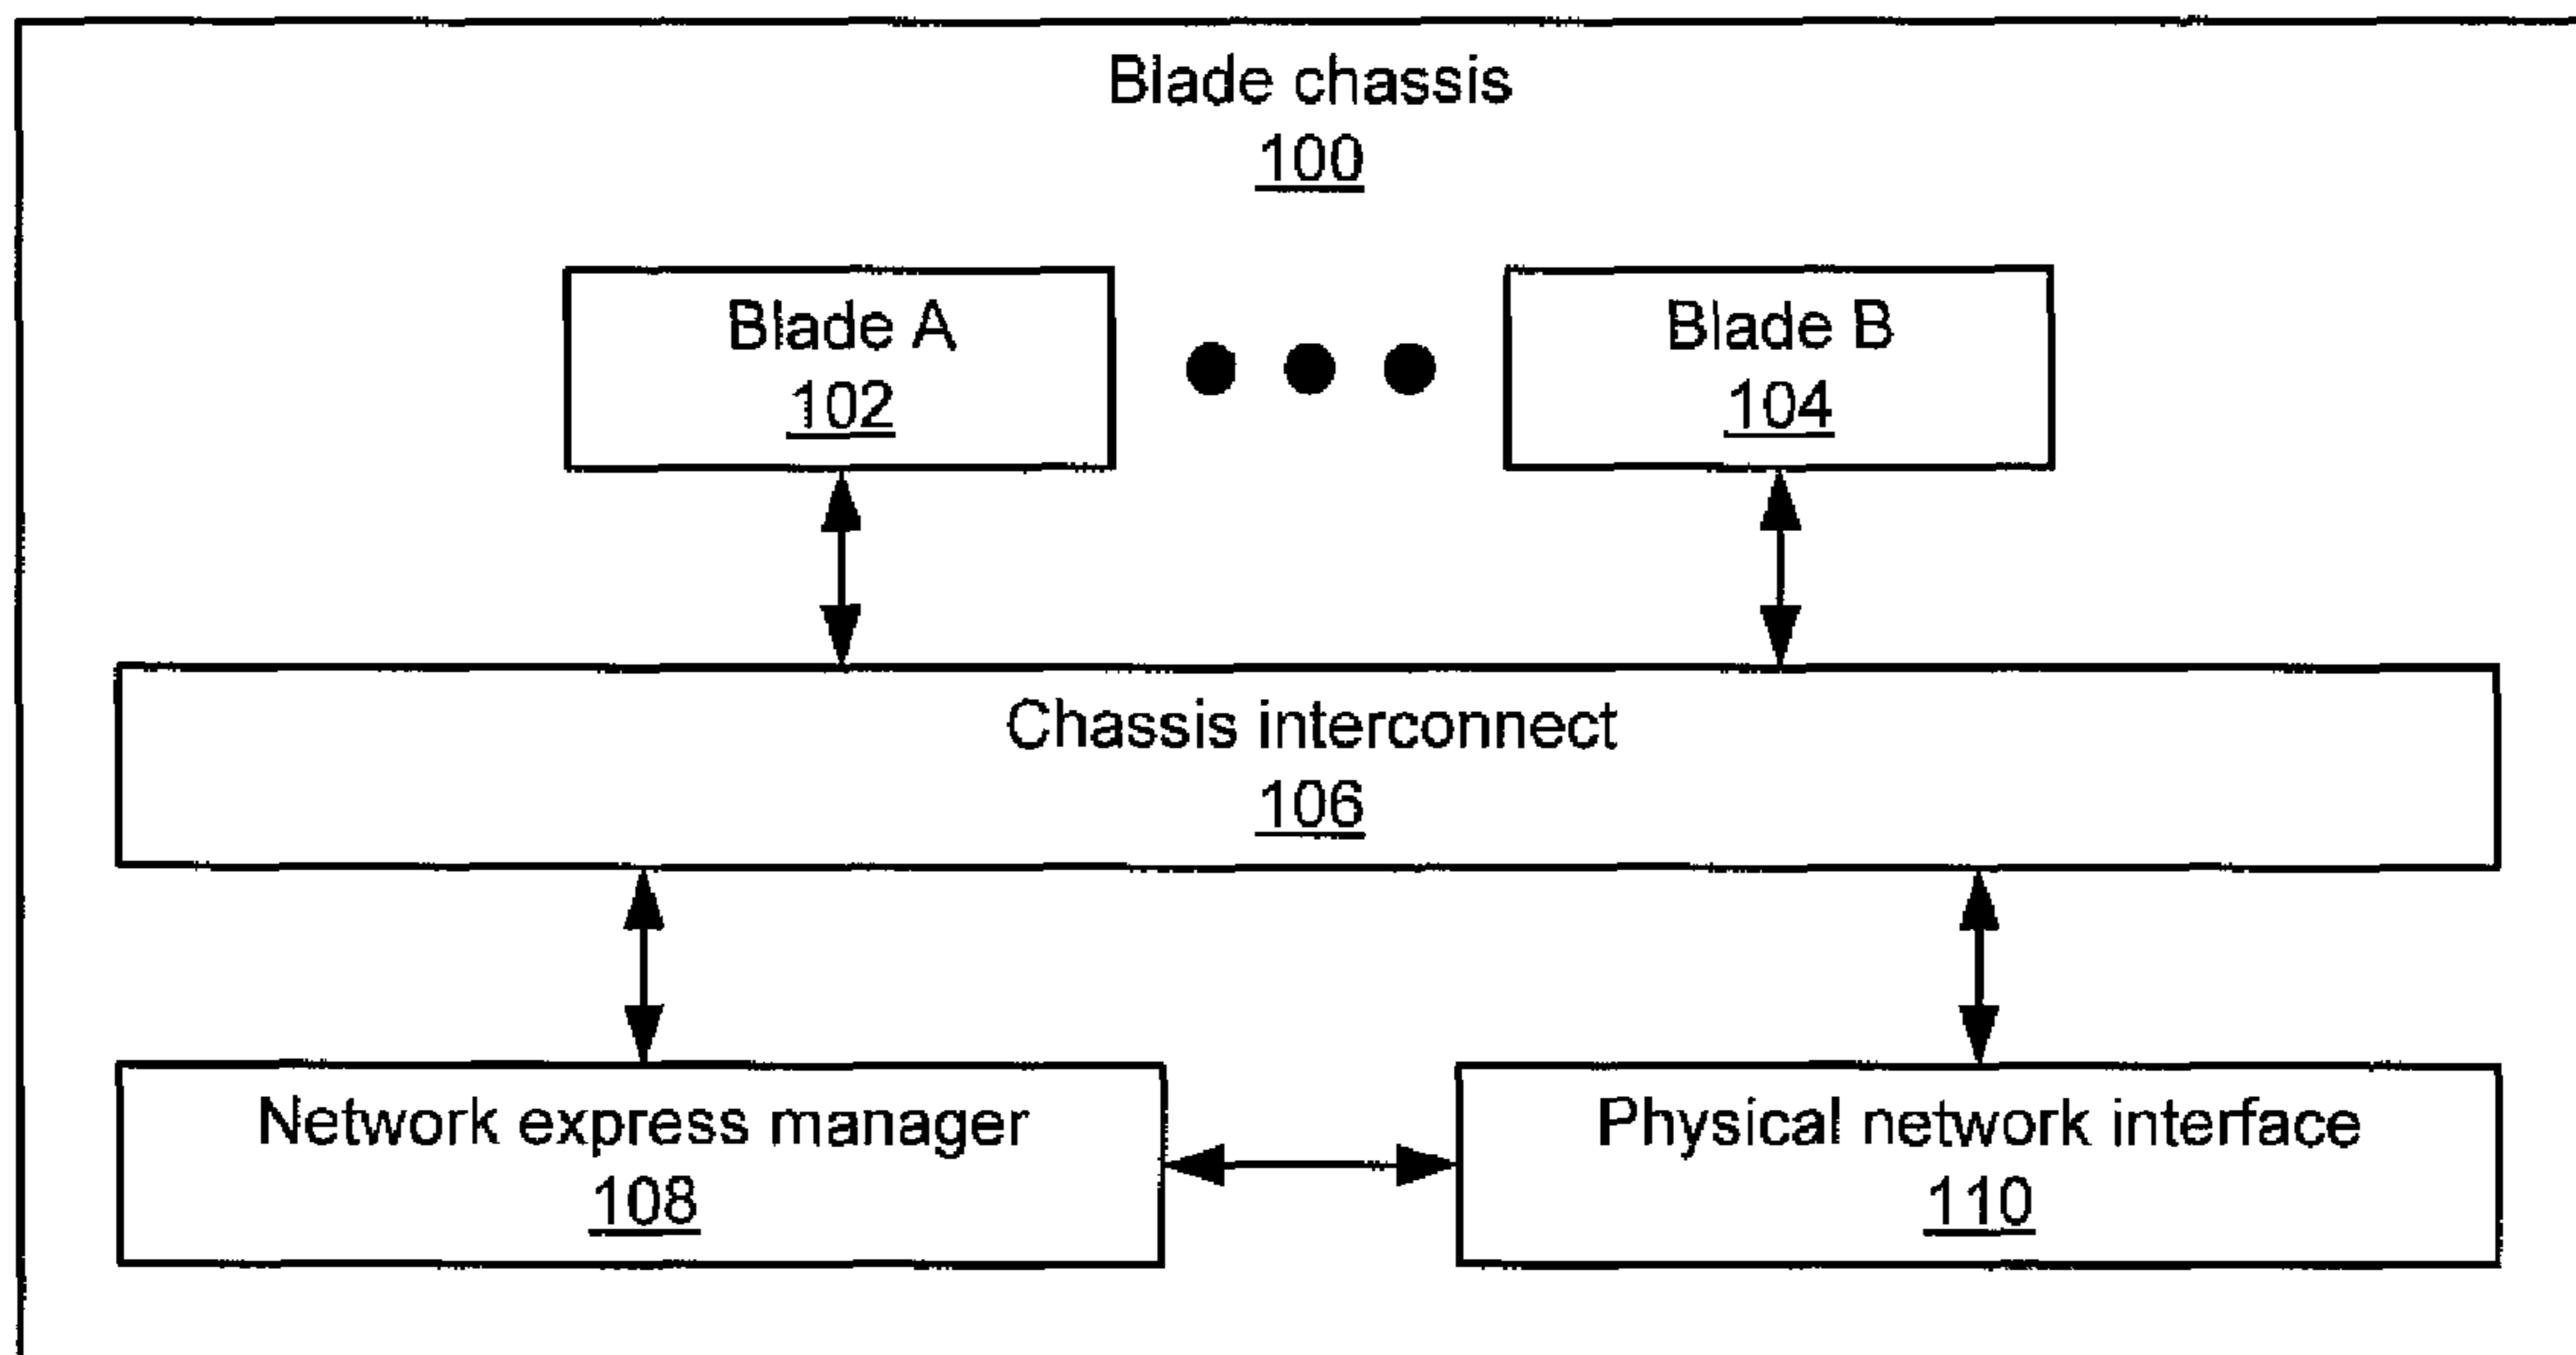 Blade chassis
100
Blade A
102
Blade B
104
Chassis interconnect
106
Network express manager
108
Physical network interface
110